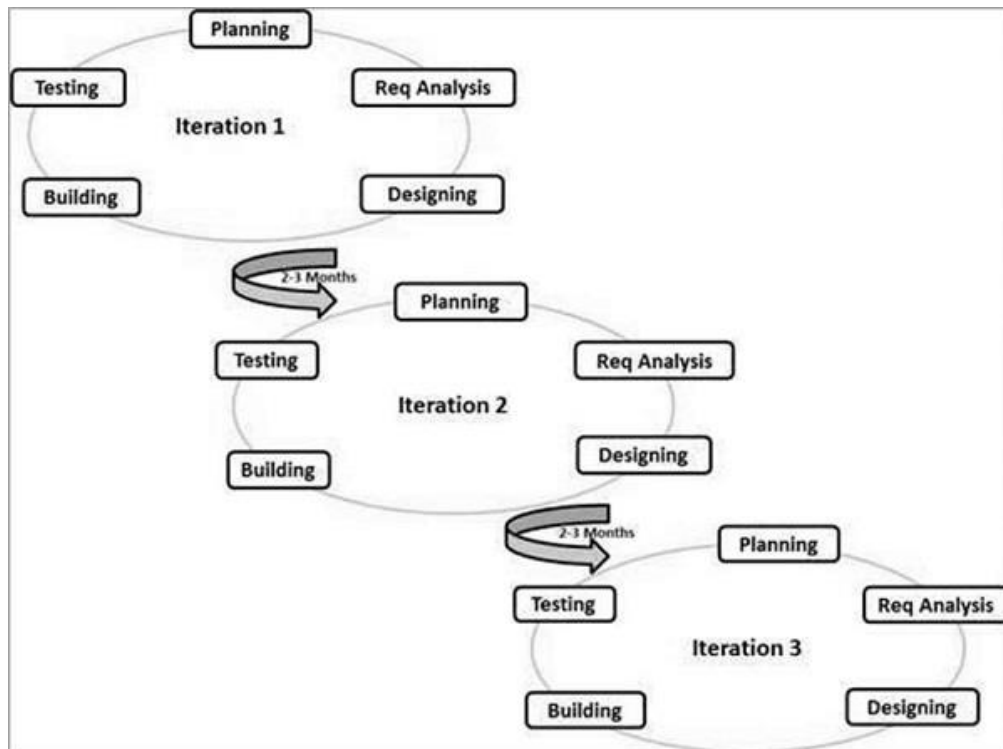 Planning
Testing
Req Analysis
Iteration 1
Building
Designing
2-3 Months
Planning
Testing
Req Analysis
Iteration 2
Building
Designing
2-3 Months
Planning
Testing
Req Analysis
Iteration 3
Building
Designing